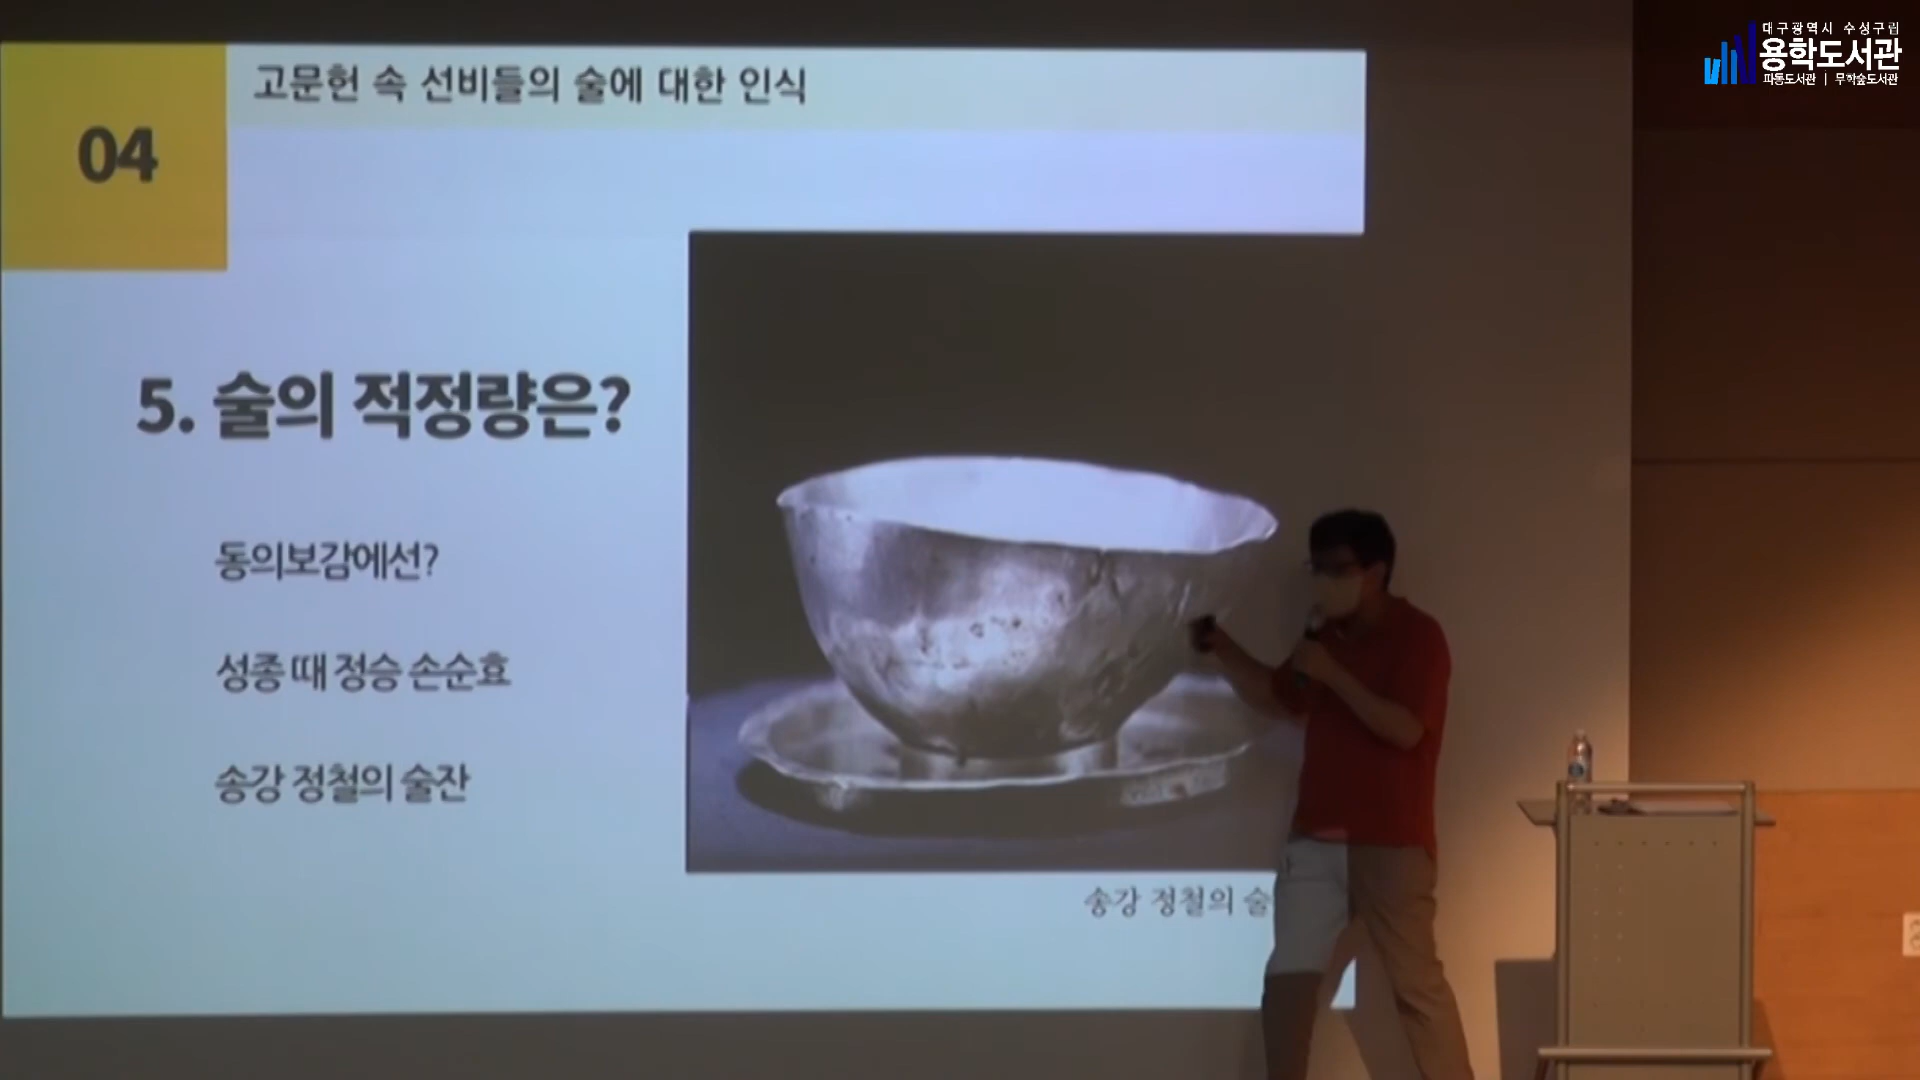 대구광역시 수성구립
용학도서관
파동도서관 | 무학숲도서관
고문헌 속 선비들의 술에 대한 인식
04
5. 술의 적정량은?
동의보감에선?
성종 때 정승 손순효
송강 정철의 술잔
송강 정철의 술